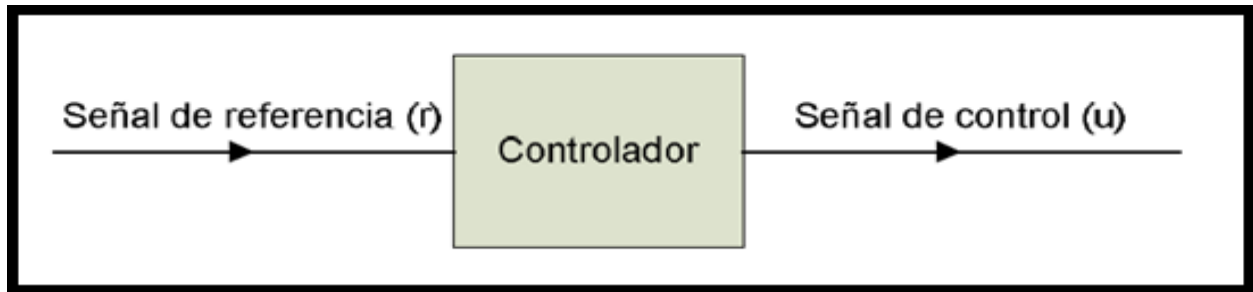 Señal de referencia (r)
Controlador
Señal de control (u)